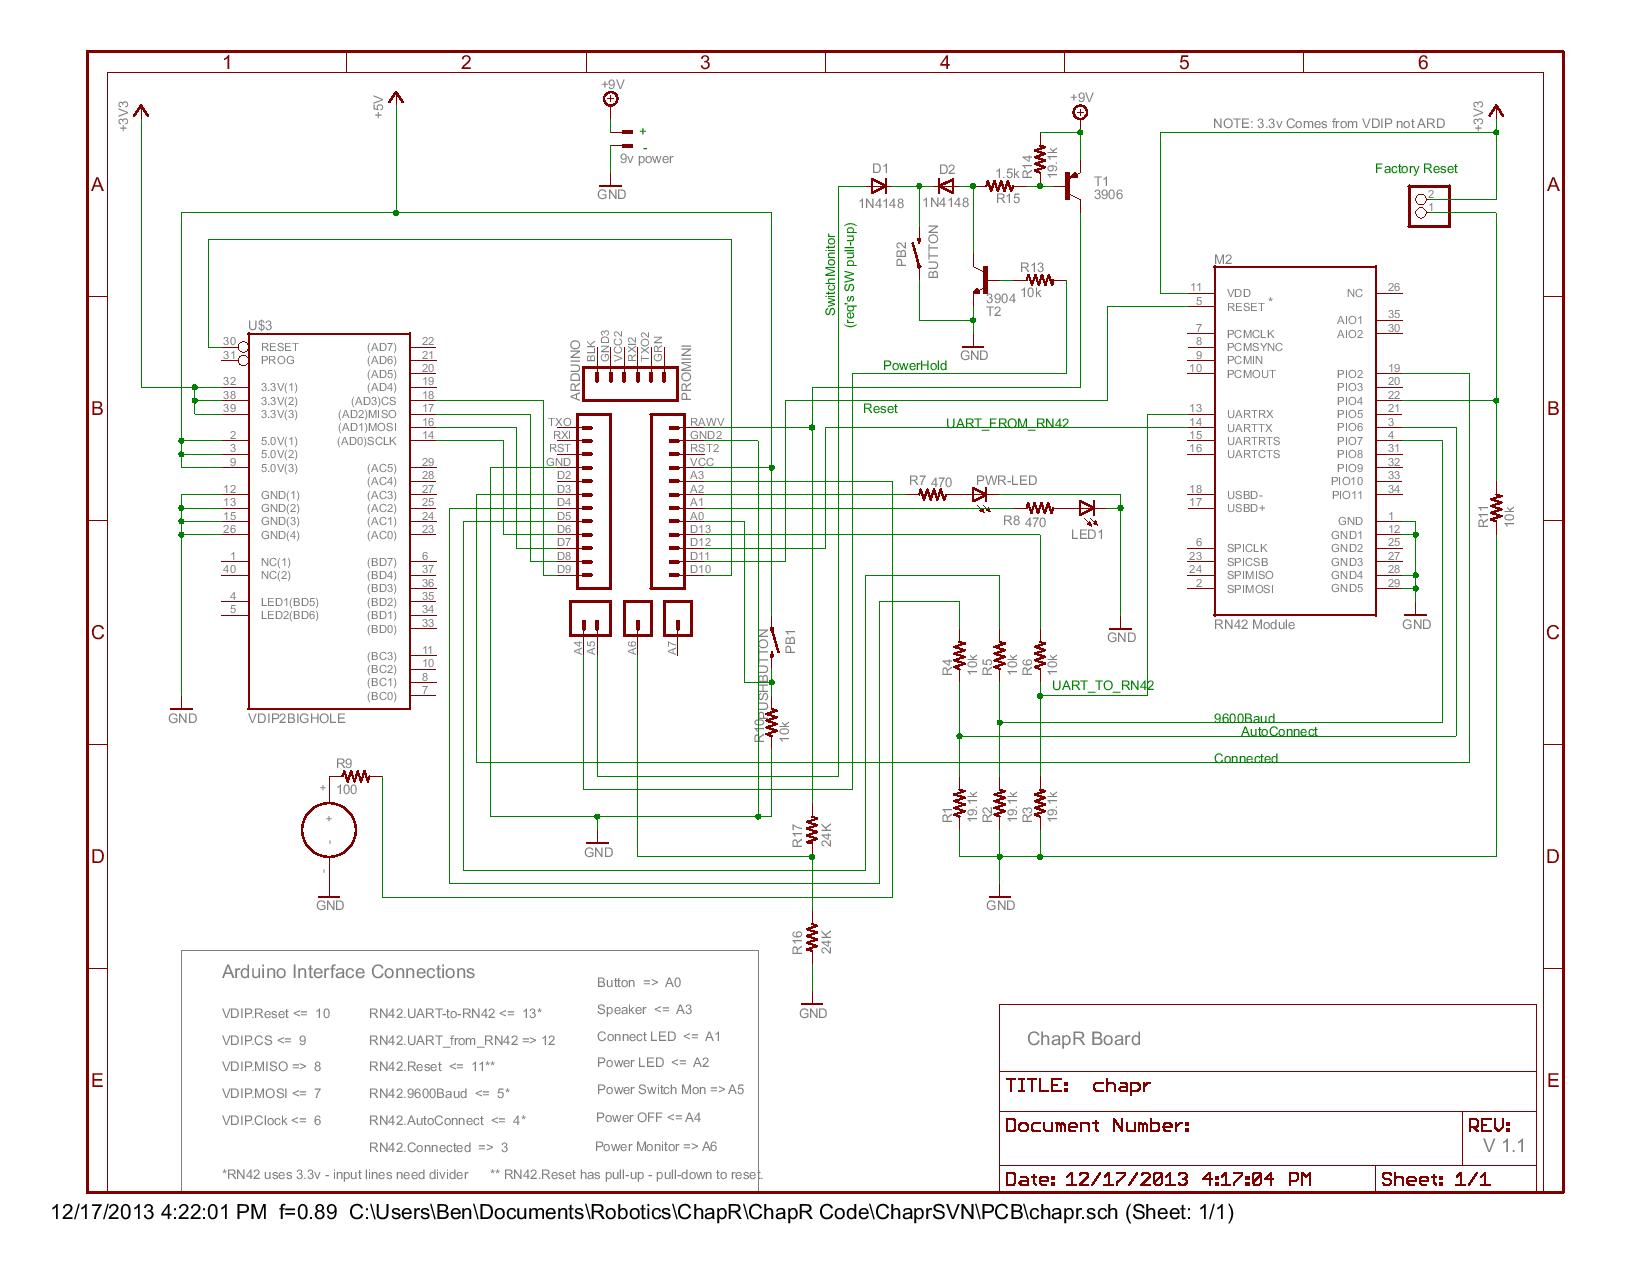 1 2 3 4 5 6
A A
B B
C C
D D
E E
+3V3
+5V
+9V
+
-
9v power
GND
+9V
R14
19.1k
T1
3906
D1
1N4148
D2
1N4148
1.5k
R15
PB2
BUTTON
SwitchMonitor
(req's SW pull-up)
R13
10k
3904
T2
GND
NOTE: 3.3v Comes from VDIP not ARD
+3V3
Factory Reset
2
1
U$3
30 RESET
31 PROG
32 3.3V(1)
38 3.3V(2)
39 3.3V(3)
2 5.0V(1)
3 5.0V(2)
9 5.0V(3)
12 GND(1)
13 GND(2)
15 GND(3)
26 GND(4)
1 NC(1)
40 NC(2)
4 LED1(BD5)
5 LED2(BD6)
(AD7) 22
(AD6) 21
(AD5) 20
(AD4) 19
(AD3)CS 18
(AD2)MISO 17
(AD1)MOSI 16
(AD0)SCLK 14
(AC5) 29
(AC4) 28
(AC3) 27
(AC2) 25
(AC1) 24
(AC0) 23
(BD7) 6
(BD4) 37
(BD3) 36
(BD2) 35
(BD1) 34
(BD0) 33
(BC3) 11
(BC2) 10
(BC1) 8
(BC0) 7
VDIP2BIGHOLE
GND
ARDUINO
BLK
GND3
VCC2
RXI2
TXO2
GRN
PROMINI
TXO
RXI
RST
GND
D2
D3
D4
D5
D6
D7
D8
D9
RAWV
GND2
RST2
VCC
A3
A2
A1
A0
D13
D12
D11
D10
A4
A5
A6
A7
PowerHold
Reset
UART_FROM_RN42
R7 470
PWR-LED
R8 470
LED1
GND
M2
11 VDD
5 RESET *
7 PCMCLK
8 PCMSYNC
9 PCMIN
10 PCMOUT
13 UARTRX
14 UARTTX
15 UARTRTS
16 UARTCTS
18 USBD-
17 USBD+
6 SPICLK
23 SPICSB
24 SPIMISO
2 SPIMOSI
NC 26
AIO1 35
AIO2 30
PIO2 19
PIO3 20
PIO4 22
PIO5 21
PIO6 3
PIO7 4
PIO8 31
PIO9 32
PIO10 33
PIO11 34
GND 1
GND1 12
GND2 25
GND3 27
GND4 28
GND5 29
RN42 Module
GND
R11
10k
PB1
PUSHBUTTON
R10
10k
R4
10k
R5
10k
R6
10k
UART_TO_RN42
9600Baud
AutoConnect
Connected
R1
19.1k
R2
19.1k
R3
19.1k
GND
R9
100
+
+
-
-
GND
GND
R17
24K
R16
24K
GND
Arduino Interface Connections
VDIP.Reset <= 10
VDIP.CS <= 9
VDIP.MISO => 8
VDIP.MOSI <= 7
VDIP.Clock <= 6
RN42.UART-to-RN42 <= 13*
RN42.UART_from_RN42 => 12
RN42.Reset <= 11**
RN42.9600Baud <= 5*
RN42.AutoConnect <= 4*
RN42.Connected => 3
Button => A0
Speaker <= A3
Connect LED <= A1
Power LED <= A2
Power Switch Mon => A5
Power OFF <= A4
Power Monitor => A6
*RN42 uses 3.3v - input lines need divider ** RN42.Reset has pull-up - pull-down to reset.
ChapR Board
TITLE: chapr
Document Number:
REV:
V 1.1
Date: 12/17/2013 4:17:04 PM
Sheet: 1/1
12/17/2013 4:22:01 PM f=0.89 C:\Users\Ben\Documents\Robotics\ChapR\ChapR Code\ChaprSVN\PCB\chapr.sch (Sheet: 1/1)